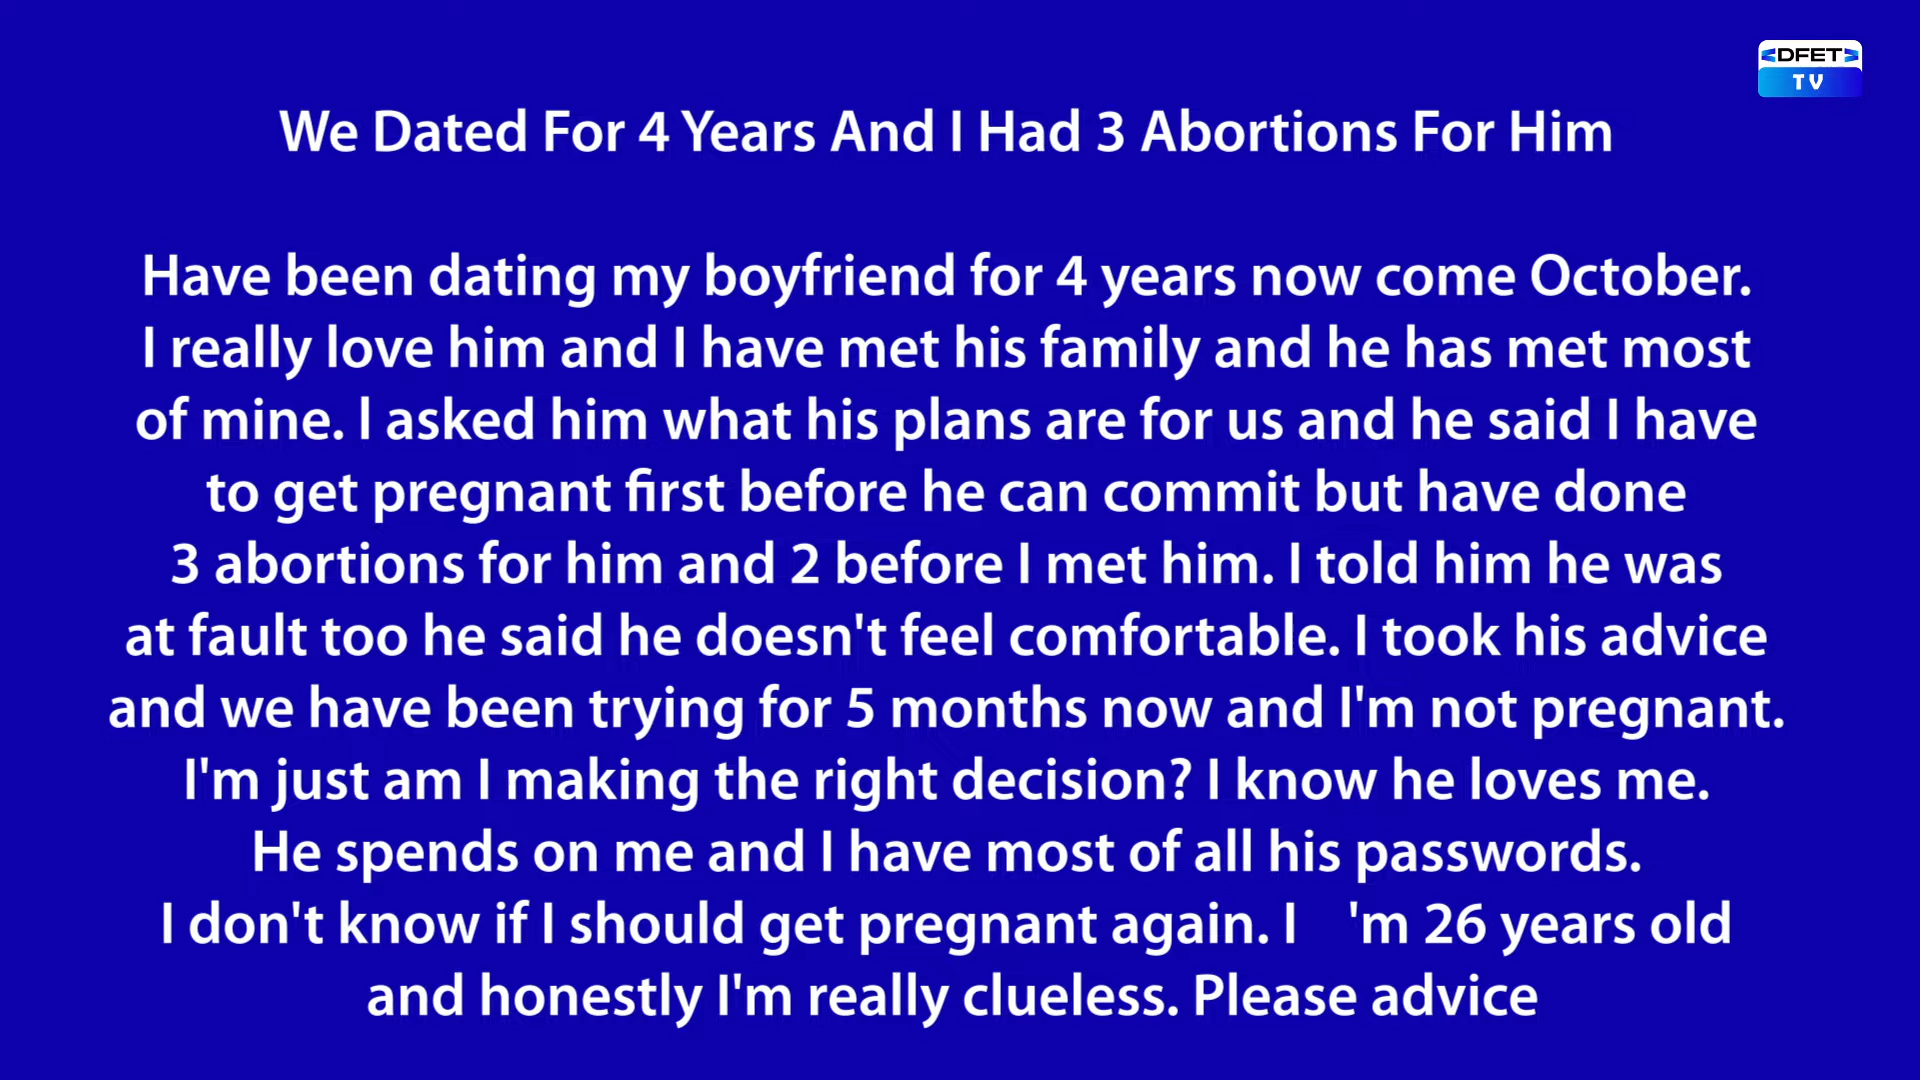 DFET
TV
We Dated For 4 Years And I Had 3 Abortions For Him
Have been dating my boyfriend for 4 years now come October.
I really love him and I have met his family and he has met most
of mine. I asked him what his plans are for us and he said I have
to get pregnant first before he can commit but have done
3 abortions for him and 2 before I met him. I told him he was
at fault too he said he doesn't feel comfortable. I took his advice
and we have been trying for 5 months now and I'm not pregnant.
I'm just am I making the right decision? I know he loves me.
He spends on me and I have most of all his passwords.
I don't know if I should get pregnant again. I 'm 26 years old
and honestly I'm really clueless. Please advice